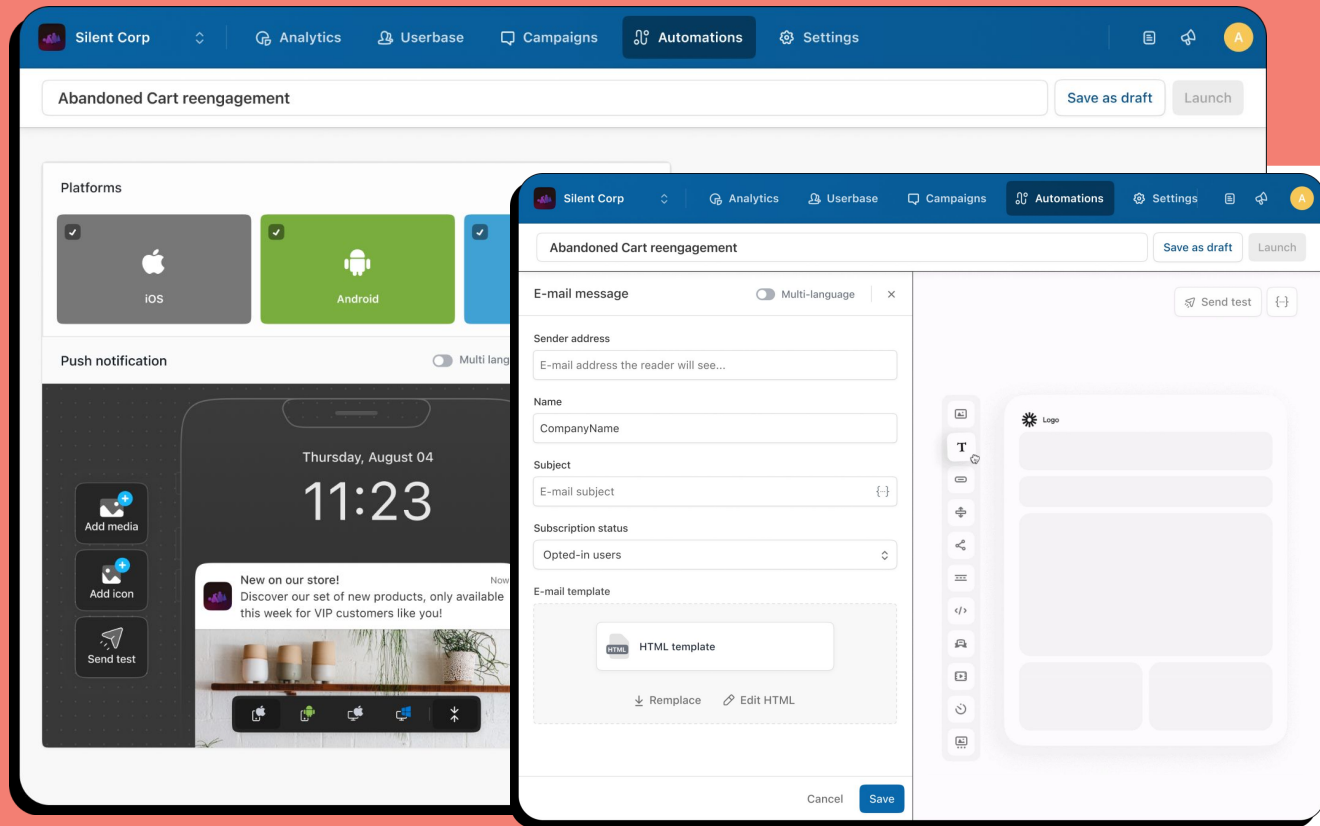 Silent Corp
Analytics
Userbase
Campaigns
Automations
Settings
A
Abandoned Cart reengagement
Save as draft
Launch
Platforms
iOS
Android
Push notification
Multi lang
Thursday, August 04
11:23
Add media
Add icon
Send test
New on our store!
Now
Discover our set of new products, only available
this week for VIP customers like you!
Silent Corp
Analytics
Userbase
Campaigns
Automations
Settings
A
Abandoned Cart reengagement
Save as draft
Launch
E-mail message
Multi-language
Send test
{··}
Sender address
E-mail address the reader will see...
Name
CompanyName
Subject
E-mail subject
{··}
Subscription status
Opted-in users
E-mail template
HTML
HTML template
Remplace
Edit HTML
Cancel
Save
T
</>
Logo